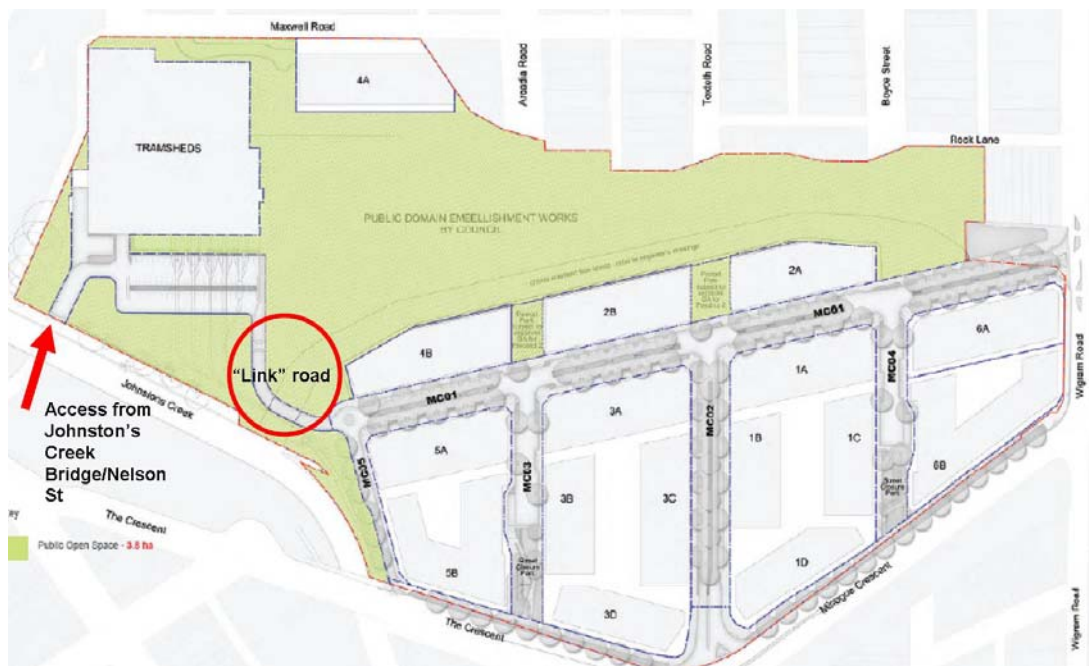 Maxwell Road
Arcadia Road
Toxteth Road
Boyce Street
4A
TRAMSHEDS
Rock Lane
PUBLIC DOMAIN EMBELLISHMENT WORKS
BY COUNCIL
2A
2B
4B
MC01
MC01
6A
Wigram Road
"Link" road
MC04
1A
MC02
3A
5A
MC03
MC05
1B
1C
6B
3B
3C
Johnstons Creek
Access from
Johnston's
Creek
Bridge/Nelson
St
The Crescent
Public Open Space - 3.8 ha
5B
3D
1D
The Crescent
Minogue Crescent
Wigram Road